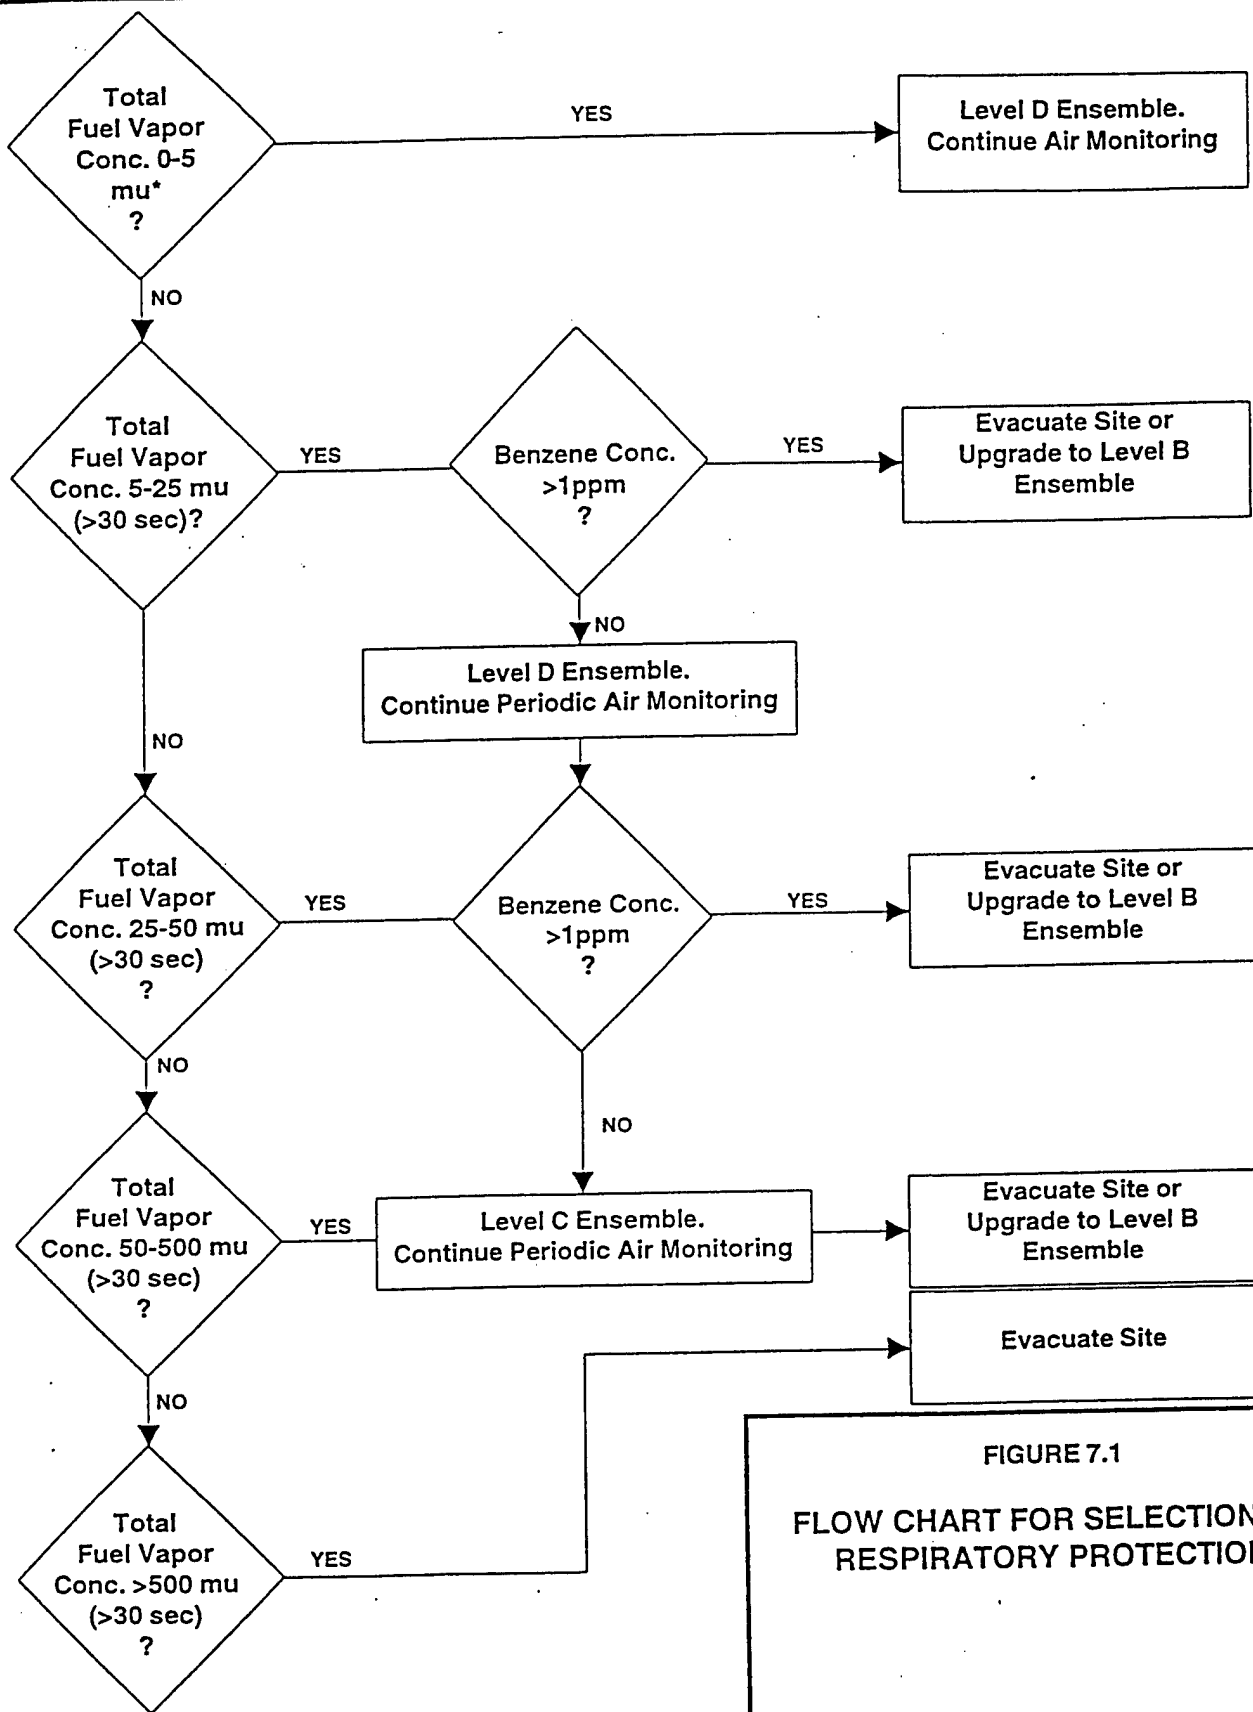 Total
Fuel Vapor
Conc. 0-5
mu*
?
YES
Level D Ensemble.
Continue Air Monitoring
NO
Total
Fuel Vapor
Conc. 5-25 mu
(>30 sec)?
YES
Benzene Conc.
>1ppm
?
YES
Evacuate Site or
Upgrade to Level B
Ensemble
NO
Level D Ensemble.
Continue Periodic Air Monitoring
NO
Total
Fuel Vapor
Conc. 25-50 mu
(>30 sec)
?
YES
Benzene Conc.
>1ppm
?
YES
Evacuate Site or
Upgrade to Level B
Ensemble
NO
NO
Total
Fuel Vapor
Conc. 50-500 mu
(>30 sec)
?
YES
Level C Ensemble.
Continue Periodic Air Monitoring
Evacuate Site or
Upgrade to Level B
Ensemble
Evacuate Site
NO
Total
Fuel Vapor
Conc. >500 mu
(>30 sec)
?
YES
FIGURE 7.1
FLOW CHART FOR SELECTION
RESPIRATORY PROTECTIO